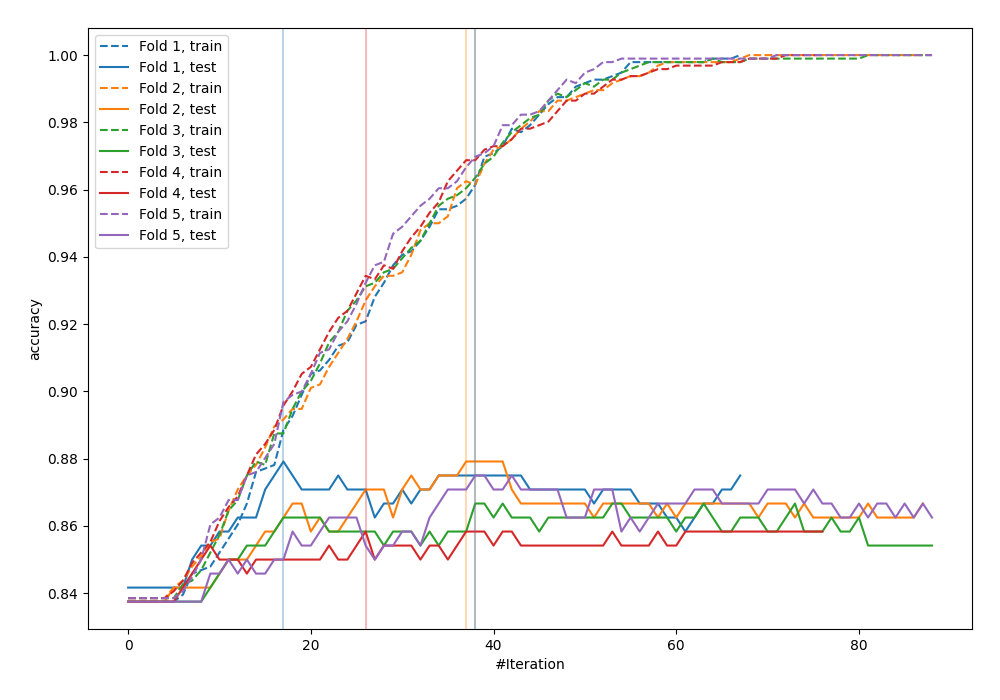 1.00
0.98
0.96
0.94
0.92
0.90
0.88
0.86
0.84
accuracy
Fold 1, train
Fold 1, test
Fold 2, train
Fold 2, test
Fold 3, train
Fold 3, test
Fold 4, train
Fold 4, test
Fold 5, train
Fold 5, test
0 20 40 60 80
#Iteration